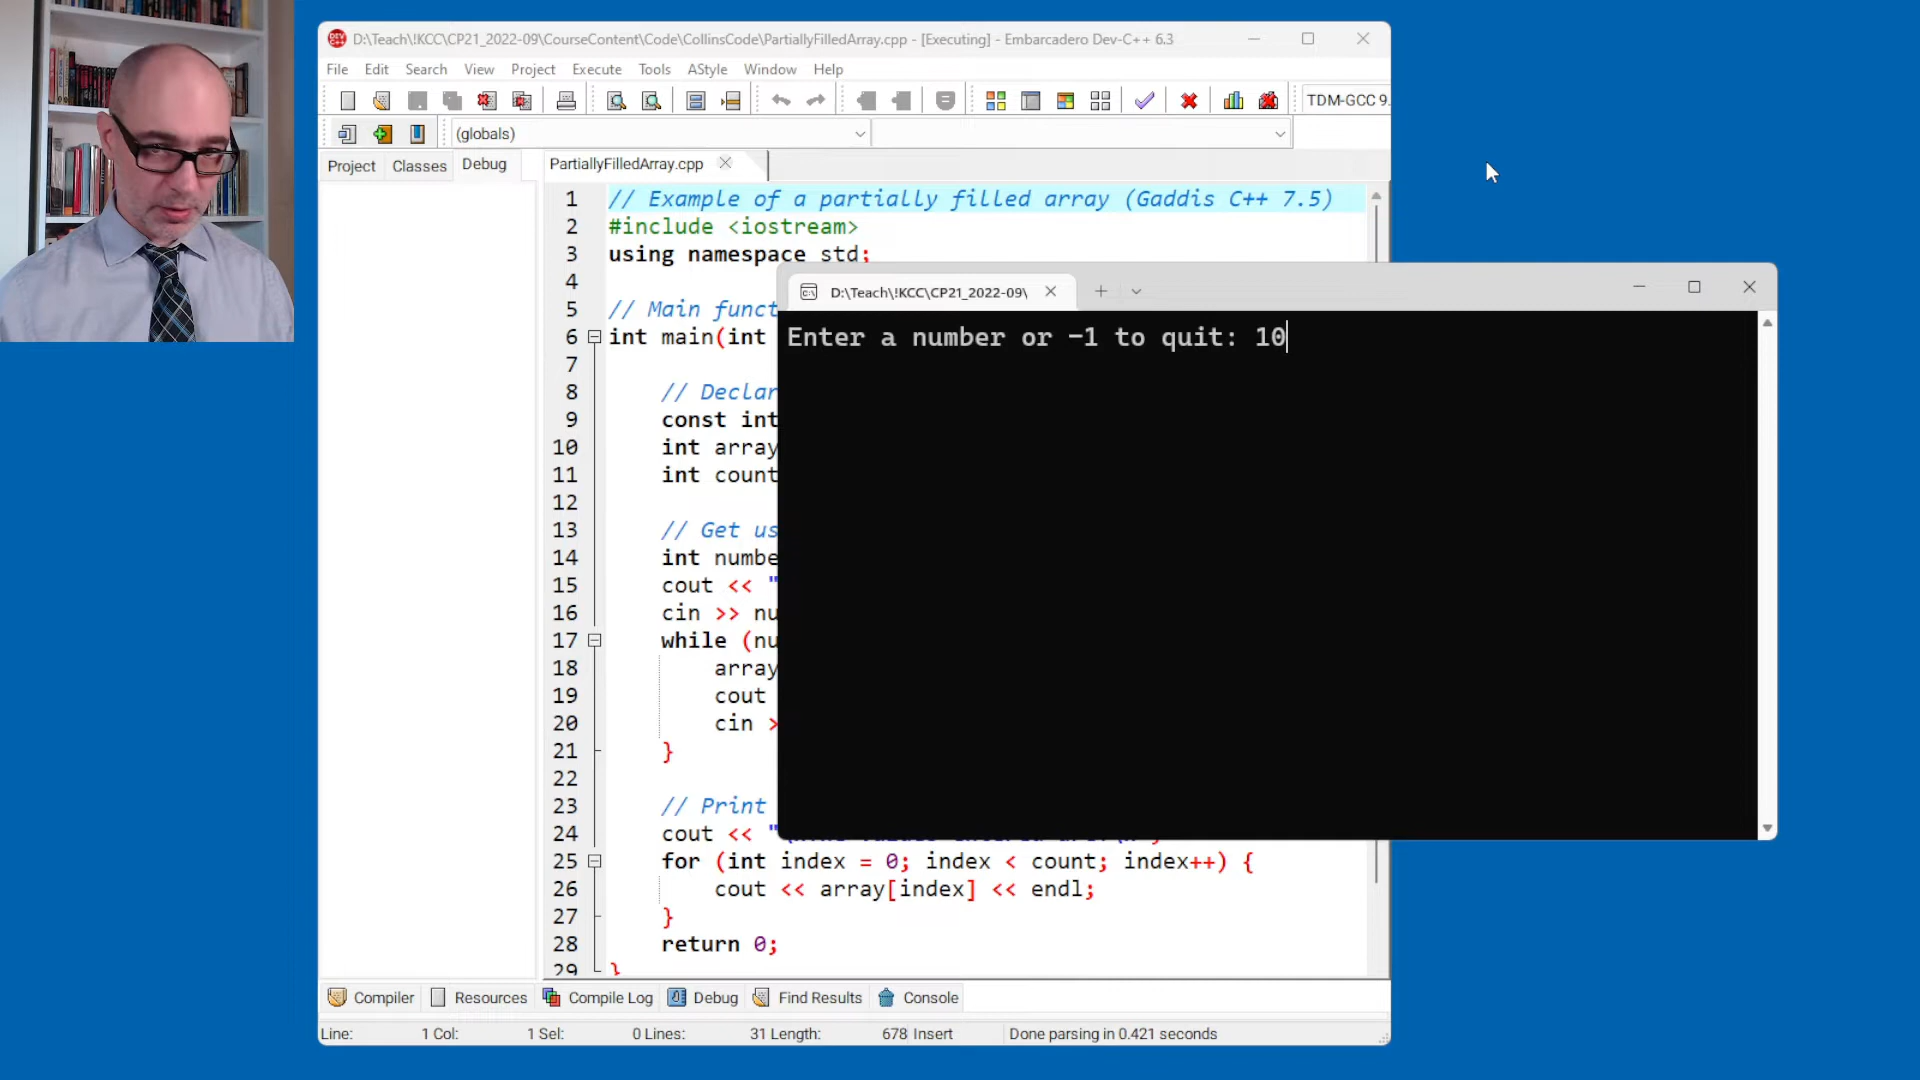 D:\Teach\!KCC\CP21_2022-09\CourseContent\Code\CollinsCode\PartiallyFilledArray.cpp - [Executing] - Embarcadero Dev-C++ 6.3
File Edit Search View Project Execute Tools AStyle Window Help
TDM-GCC 9.
(globals)
Project Classes Debug
PartiallyFilledArray.cpp
1 // Example of a partially filled array (Gaddis C++ 7.5)
2 #include <iostream>
3 using namespace std;
4
5 // Main funct
6 int main(int
7
8 // Declar
9 const int
10 int array
11 int count
12
13 // Get us
14 int numbe
15 cout << "
16 cin >> nu
17 while (nu
18 array
19 cout
20 cin >
21 }
22
23 // Print
24 cout << "
25 for (int index = 0; index < count; index++) {
26 cout << array[index] << endl;
27 }
28 return 0;
29 }
D:\Teach\!KCC\CP21_2022-09\
Enter a number or -1 to quit: 10
Compiler Resources Compile Log Debug Find Results Console
Line: 1 Col: 1 Sel: 0 Lines: 31 Length: 678 Insert Done parsing in 0.421 seconds